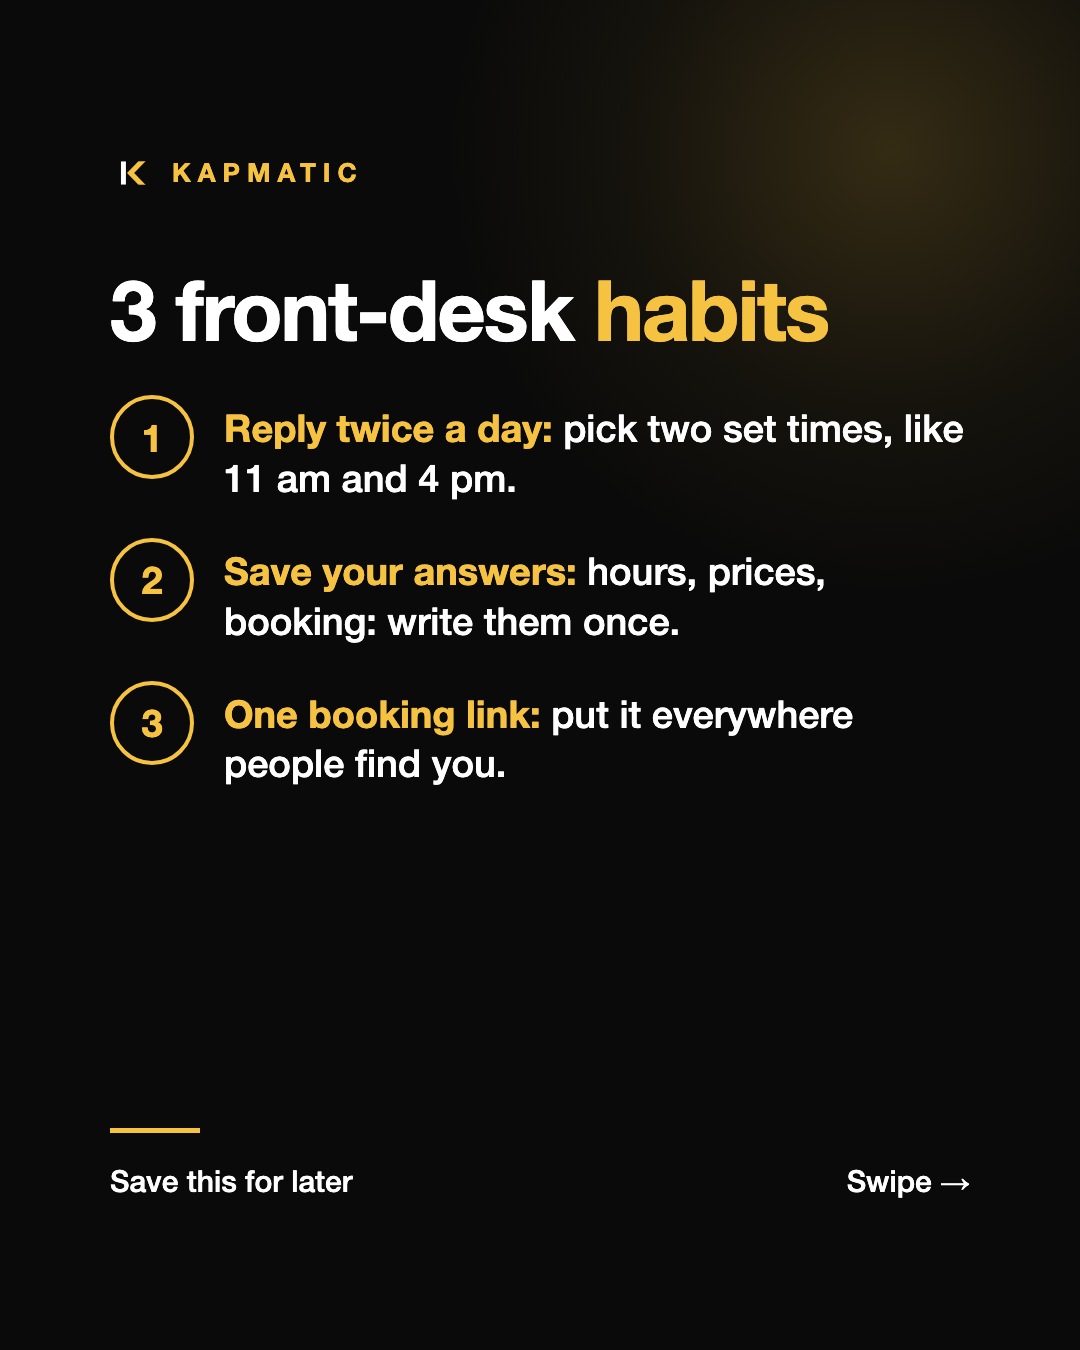 KAPMATIC
3 front-desk habits
1
Reply twice a day: pick two set times, like
11 am and 4 pm.
2
Save your answers: hours, prices,
booking: write them once.
3
One booking link: put it everywhere
people find you.
Save this for later
Swipe →